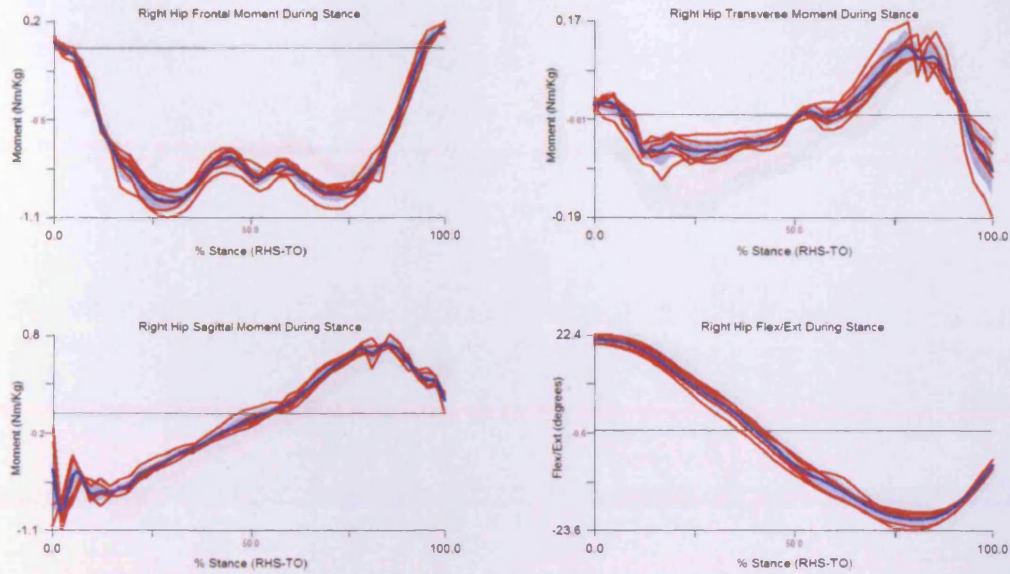 Right Hip Frontal Moment During Stance
0.2
Moment (Nm/Kg)
-1.1
0.0
50.0
100.0
% Stance (RHS-TO)
Right Hip Transverse Moment During Stance
0.17
Moment (Nm/Kg)
-0.01
-0.19
0.0
50.0
100.0
% Stance (RHS-TO)
Right Hip Sagittal Moment During Stance
0.8
Moment (Nm/Kg)
-0.2
-1.1
0.0
50.0
100.0
% Stance (RHS-TO)
Right Hip Flex/Ext During Stance
22.4
Flex/Ext (degrees)
-23.6
0.0
50.0
100.0
% Stance (RHS-TO)